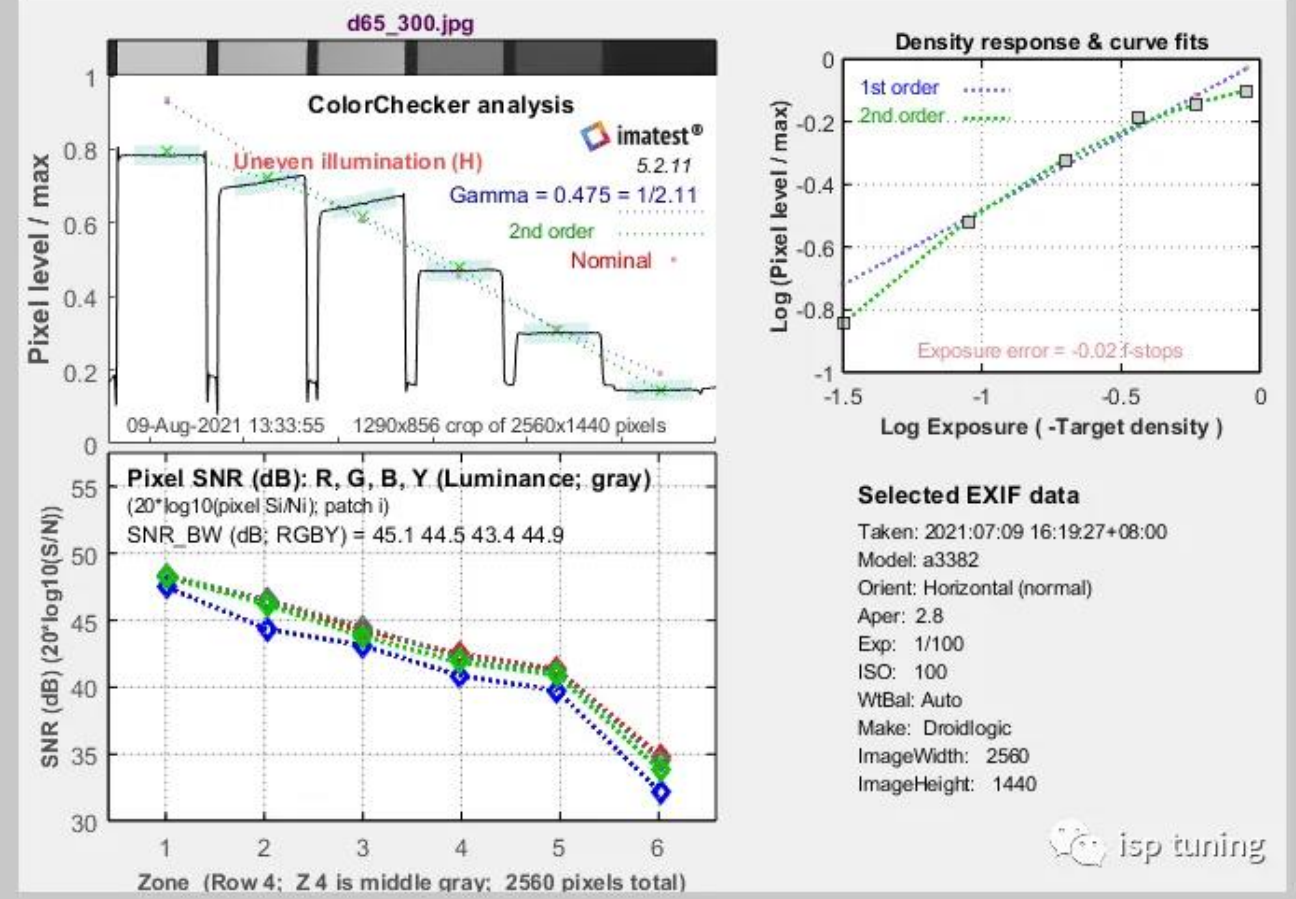 d65_300.jpg
ColorChecker analysis
imatest®
5.2.11
Uneven illumination (H)
Gamma = 0.475 = 1/2.11
2nd order
Nominal
09-Aug-2021 13:33:55 1290x856 crop of 2560x1440 pixels
Pixel level / max
1
0.8
0.6
0.4
0.2
0
Density response & curve fits
1st order
2nd order
Exposure error = -0.02 f-stops
Log (Pixel level / max)
0
-0.2
-0.4
-0.6
-0.8
-1
-1.5 -1 -0.5 0
Log Exposure ( -Target density )
Pixel SNR (dB): R, G, B, Y (Luminance; gray)
(20*log10(pixel Si/Ni); patch i)
SNR_BW (dB; RGBY) = 45.1 44.5 43.4 44.9
SNR (dB) (20*log10(S/N))
55
50
45
40
35
30
1 2 3 4 5 6
Zone (Row 4; Z 4 is middle gray; 2560 pixels total)
Selected EXIF data
Taken: 2021:07:09 16:19:27+08:00
Model: a3382
Orient: Horizontal (normal)
Aper: 2.8
Exp: 1/100
ISO: 100
WtBal: Auto
Make: Droidlogic
ImageWidth: 2560
ImageHeight: 1440
isp tuning